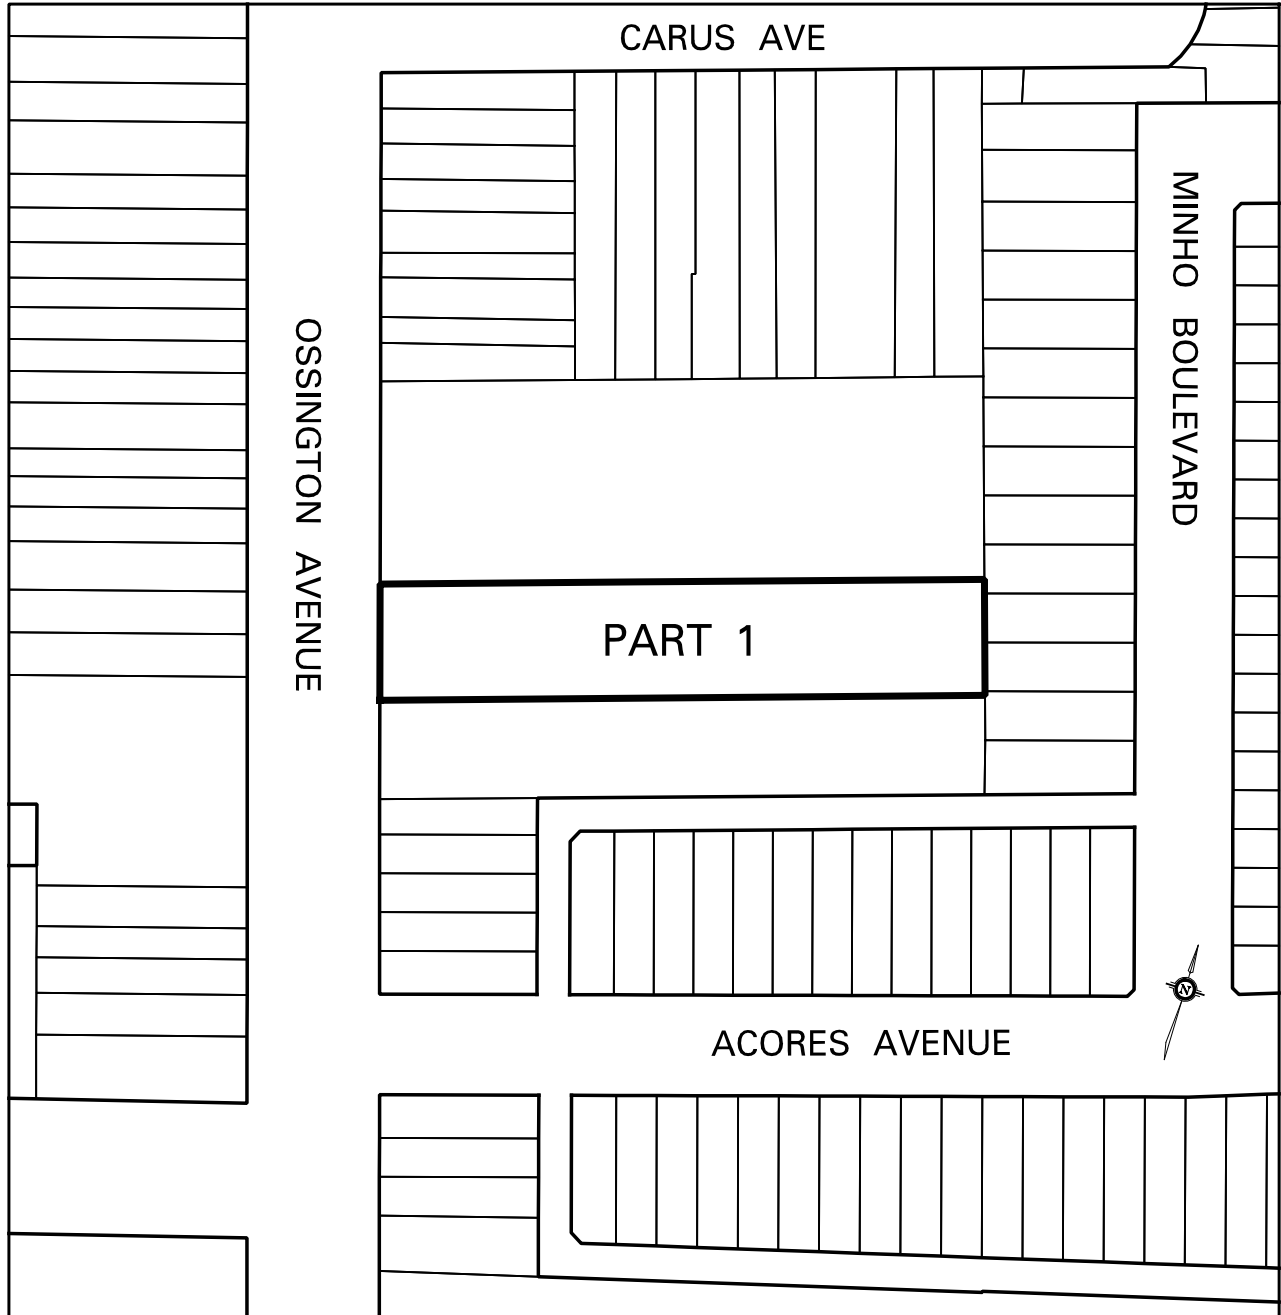 CARUS AVE
MINHO BOULEVARD
OSSINGTON AVENUE
PART 1
N
ACORES AVENUE